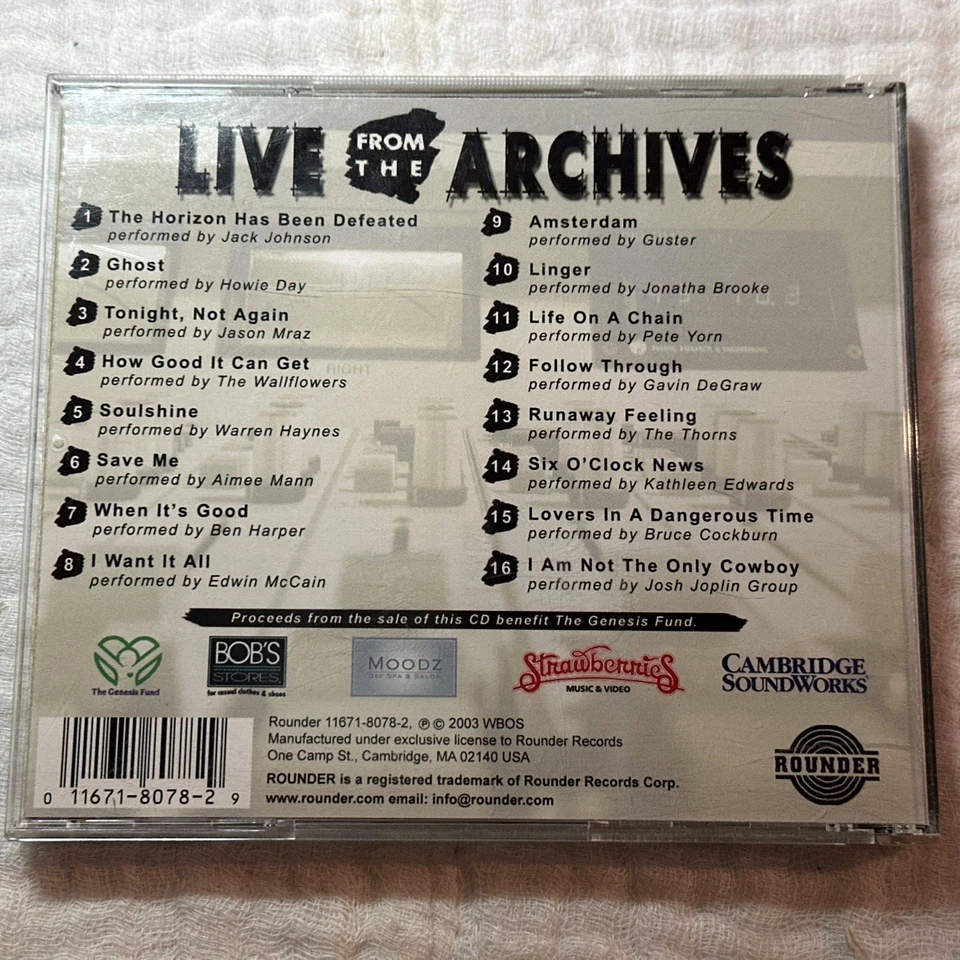 LIVE FROM THE ARCHIVES
1 The Horizon Has Been Defeated
performed by Jack Johnson
2 Ghost
performed by Howie Day
3 Tonight, Not Again
performed by Jason Mraz
4 How Good It Can Get
performed by The Wallflowers
5 Soulshine
performed by Warren Haynes
6 Save Me
performed by Aimee Mann
7 When It's Good
performed by Ben Harper
8 I Want It All
performed by Edwin McCain
9 Amsterdam
performed by Guster
10 Linger
performed by Jonatha Brooke
11 Life On A Chain
performed by Pete Yorn
12 Follow Through
performed by Gavin DeGraw
13 Runaway Feeling
performed by The Thorns
14 Six O'Clock News
performed by Kathleen Edwards
15 Lovers In A Dangerous Time
performed by Bruce Cockburn
16 I Am Not The Only Cowboy
performed by Josh Joplin Group
RIGHT
Proceeds from the sale of this CD benefit The Genesis Fund.
The Genesis Fund
BOB'S
STORES
for casual clothes & shoes
MOODZ
DAY SPA & SALON
Strawberries
MUSIC & VIDEO
CAMBRIDGE
SOUNDWORKS
Rounder 11671-8078-2, ℗ © 2003 WBOS
Manufactured under exclusive license to Rounder Records
One Camp St., Cambridge, MA 02140 USA
ROUNDER is a registered trademark of Rounder Records Corp.
www.rounder.com email: info@rounder.com
0 11671-8078-2 9
ROUNDER